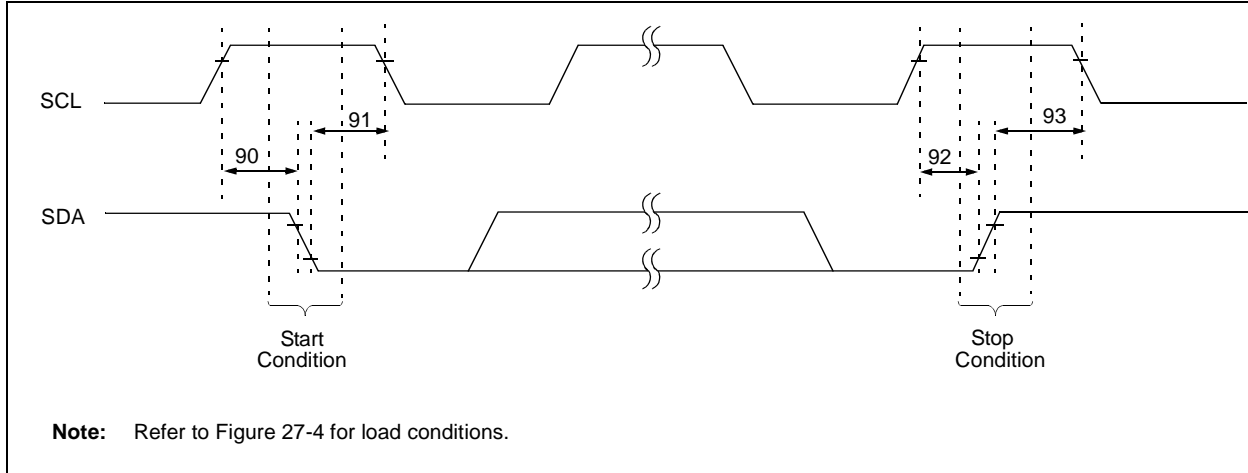 SCL
91
93
90
92
SDA
Start
Condition
Stop
Condition
Note: Refer to Figure 27-4 for load conditions.